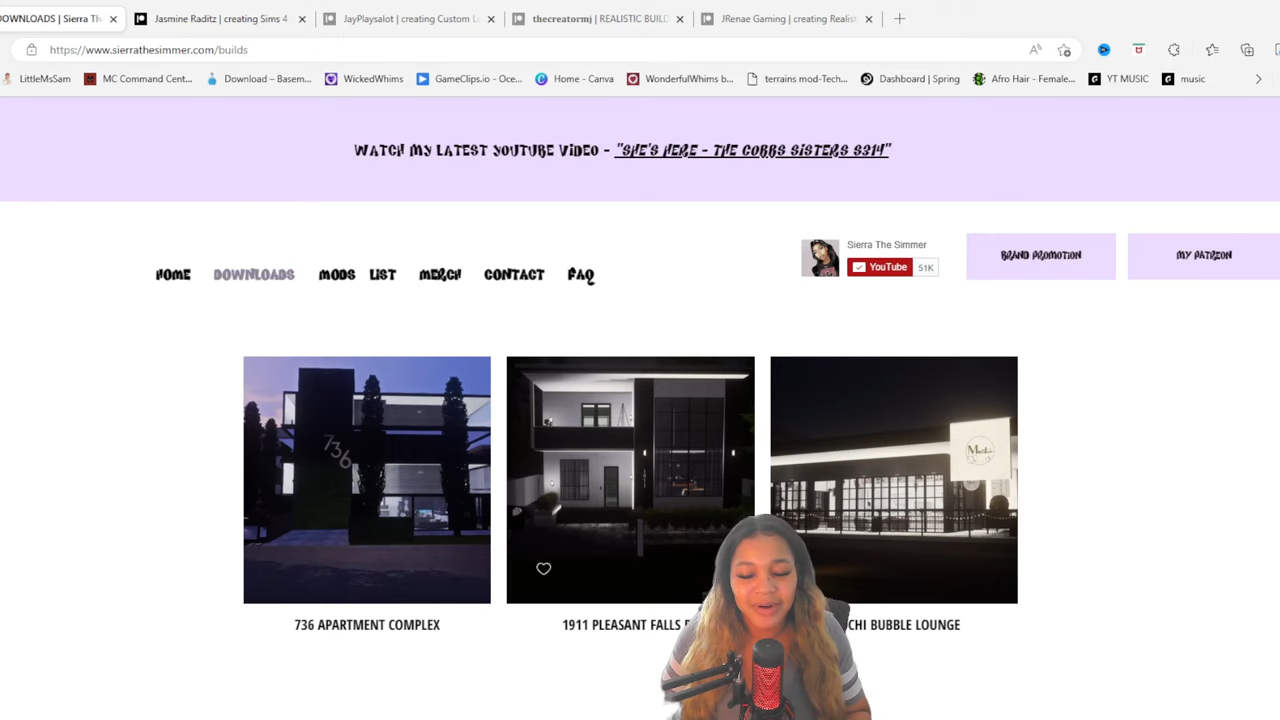 DOWNLOADS | Sierra Th
Jasmine Raditz | creating Sims 4
JayPlaysalot | creating Custom L
thecreatormj | REALISTIC BUILD
JRenae Gaming | creating Realis
https://www.sierrathesimmer.com/builds
LittleMsSam
MC Command Cent...
Download – Basem...
WickedWhims
GameClips.io - Oce...
Home - Canva
WonderfulWhims b...
terrains mod-Tech...
Dashboard | Spring
Afro Hair - Female...
YT MUSIC
music
WATCH MY LATEST YOUTUBE VIDEO - "SHE'S HERE - THE COBBS SISTERS S314"
HOME DOWNLOADS MODS LIST MERCH CONTACT FAQ
Sierra The Simmer
YouTube 51K
BRAND PROMOTION
MY PATREON
736
736 APARTMENT COMPLEX
1911 PLEASANT FALLS
CHI BUBBLE LOUNGE